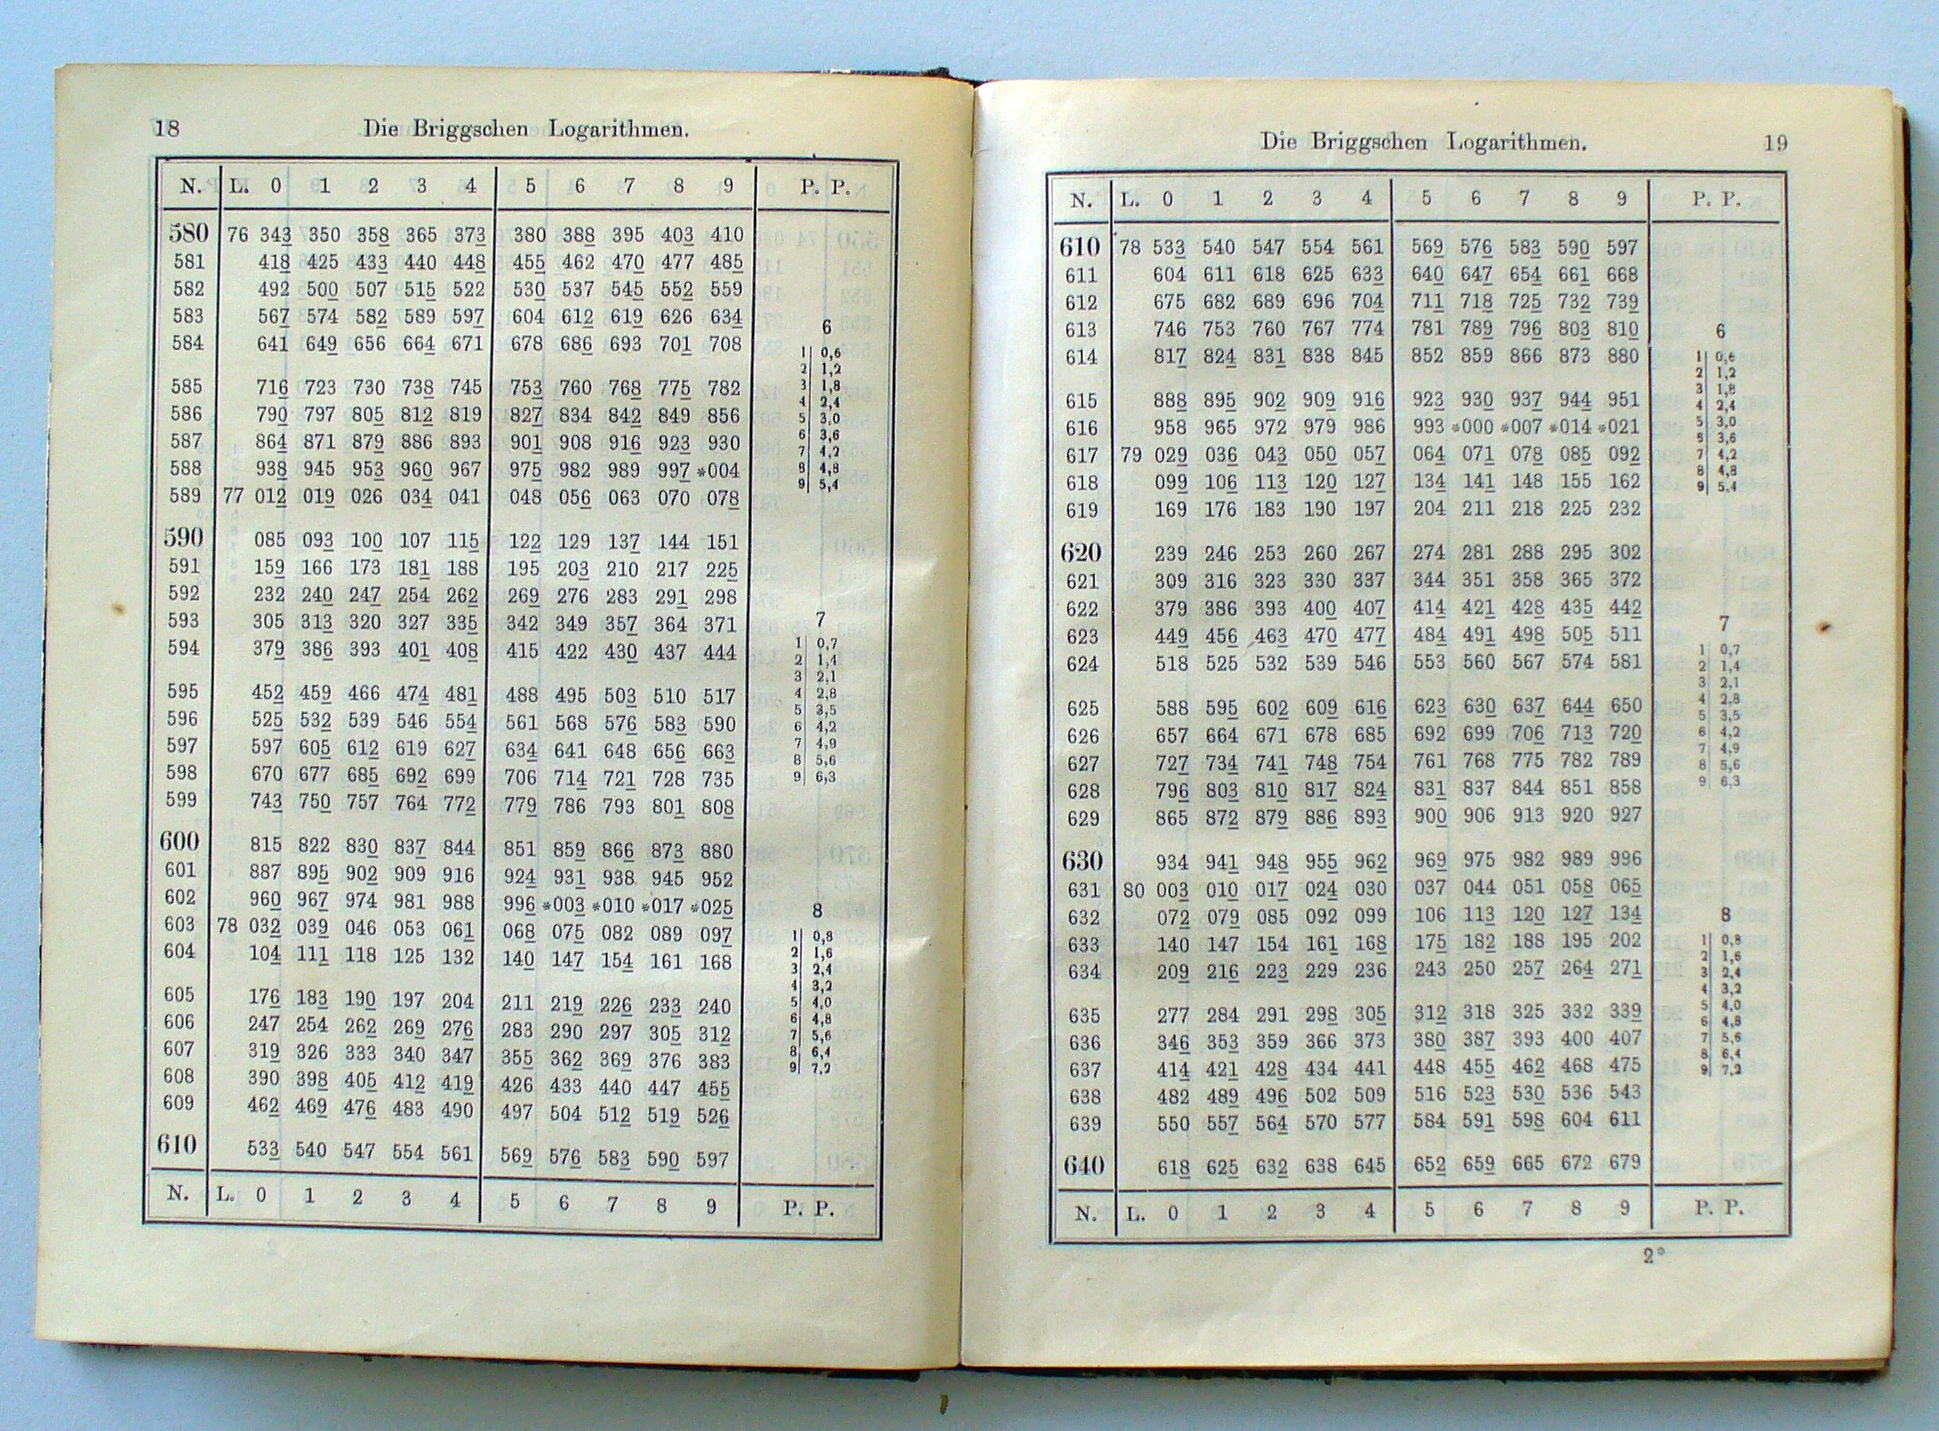 18 Die Briggschen Logarithmen.
N. L. 0 1 2 3 4 5 6 7 8 9 P. P.
580 76 343 350 358 365 373 380 388 395 403 410
581 418 425 433 440 448 455 462 470 477 485
582 492 500 507 515 522 530 537 545 552 559
583 567 574 582 589 597 604 612 619 626 634
584 641 649 656 664 671 678 686 693 701 708
585 716 723 730 738 745 753 760 768 775 782
586 790 797 805 812 819 827 834 842 849 856
587 864 871 879 886 893 901 908 916 923 930
588 938 945 953 960 967 975 982 989 997 *004
589 77 012 019 026 034 041 048 056 063 070 078
590 085 093 100 107 115 122 129 137 144 151
591 159 166 173 181 188 195 203 210 217 225
592 232 240 247 254 262 269 276 283 291 298
593 305 313 320 327 335 342 349 357 364 371
594 379 386 393 401 408 415 422 430 437 444
595 452 459 466 474 481 488 495 503 510 517
596 525 532 539 546 554 561 568 576 583 590
597 597 605 612 619 627 634 641 648 656 663
598 670 677 685 692 699 706 714 721 728 735
599 743 750 757 764 772 779 786 793 801 808
600 815 822 830 837 844 851 859 866 873 880
601 887 895 902 909 916 924 931 938 945 952
602 960 967 974 981 988 996 *003 *010 *017 *025
603 78 032 039 046 053 061 068 075 082 089 097
604 104 111 118 125 132 140 147 154 161 168
605 176 183 190 197 204 211 219 226 233 240
606 247 254 262 269 276 283 290 297 305 312
607 319 326 333 340 347 355 362 369 376 383
608 390 398 405 412 419 426 433 440 447 455
609 462 469 476 483 490 497 504 512 519 526
610 533 540 547 554 561 569 576 583 590 597
N. L. 0 1 2 3 4 5 6 7 8 9 P. P.
6
1 0,6
2 1,2
3 1,8
4 2,4
5 3,0
6 3,6
7 4,2
8 4,8
9 5,4
7
1 0,7
2 1,4
3 2,1
4 2,8
5 3,5
6 4,2
7 4,9
8 5,6
9 6,3
8
1 0,8
2 1,6
3 2,4
4 3,2
5 4,0
6 4,8
7 5,6
8 6,4
9 7,2
Die Briggschen Logarithmen. 19
N. L. 0 1 2 3 4 5 6 7 8 9 P. P.
610 78 533 540 547 554 561 569 576 583 590 597
611 604 611 618 625 633 640 647 654 661 668
612 675 682 689 696 704 711 718 725 732 739
613 746 753 760 767 774 781 789 796 803 810
614 817 824 831 838 845 852 859 866 873 880
615 888 895 902 909 916 923 930 937 944 951
616 958 965 972 979 986 993 *000 *007 *014 *021
617 79 029 036 043 050 057 064 071 078 085 092
618 099 106 113 120 127 134 141 148 155 162
619 169 176 183 190 197 204 211 218 225 232
620 239 246 253 260 267 274 281 288 295 302
621 309 316 323 330 337 344 351 358 365 372
622 379 386 393 400 407 414 421 428 435 442
623 449 456 463 470 477 484 491 498 505 511
624 518 525 532 539 546 553 560 567 574 581
625 588 595 602 609 616 623 630 637 644 650
626 657 664 671 678 685 692 699 706 713 720
627 727 734 741 748 754 761 768 775 782 789
628 796 803 810 817 824 831 837 844 851 858
629 865 872 879 886 893 900 906 913 920 927
630 934 941 948 955 962 969 975 982 989 996
631 80 003 010 017 024 030 037 044 051 058 065
632 072 079 085 092 099 106 113 120 127 134
633 140 147 154 161 168 175 182 188 195 202
634 209 216 223 229 236 243 250 257 264 271
635 277 284 291 298 305 312 318 325 332 339
636 346 353 359 366 373 380 387 393 400 407
637 414 421 428 434 441 448 455 462 468 475
638 482 489 496 502 509 516 523 530 536 543
639 550 557 564 570 577 584 591 598 604 611
640 618 625 632 638 645 652 659 665 672 679
N. L. 0 1 2 3 4 5 6 7 8 9 P. P.
6
1 0,6
2 1,2
3 1,8
4 2,4
5 3,0
6 3,6
7 4,2
8 4,8
9 5,4
7
1 0,7
2 1,4
3 2,1
4 2,8
5 3,5
6 4,2
7 4,9
8 5,6
9 6,3
8
1 0,8
2 1,6
3 2,4
4 3,2
5 4,0
6 4,8
7 5,6
8 6,4
9 7,2
2*